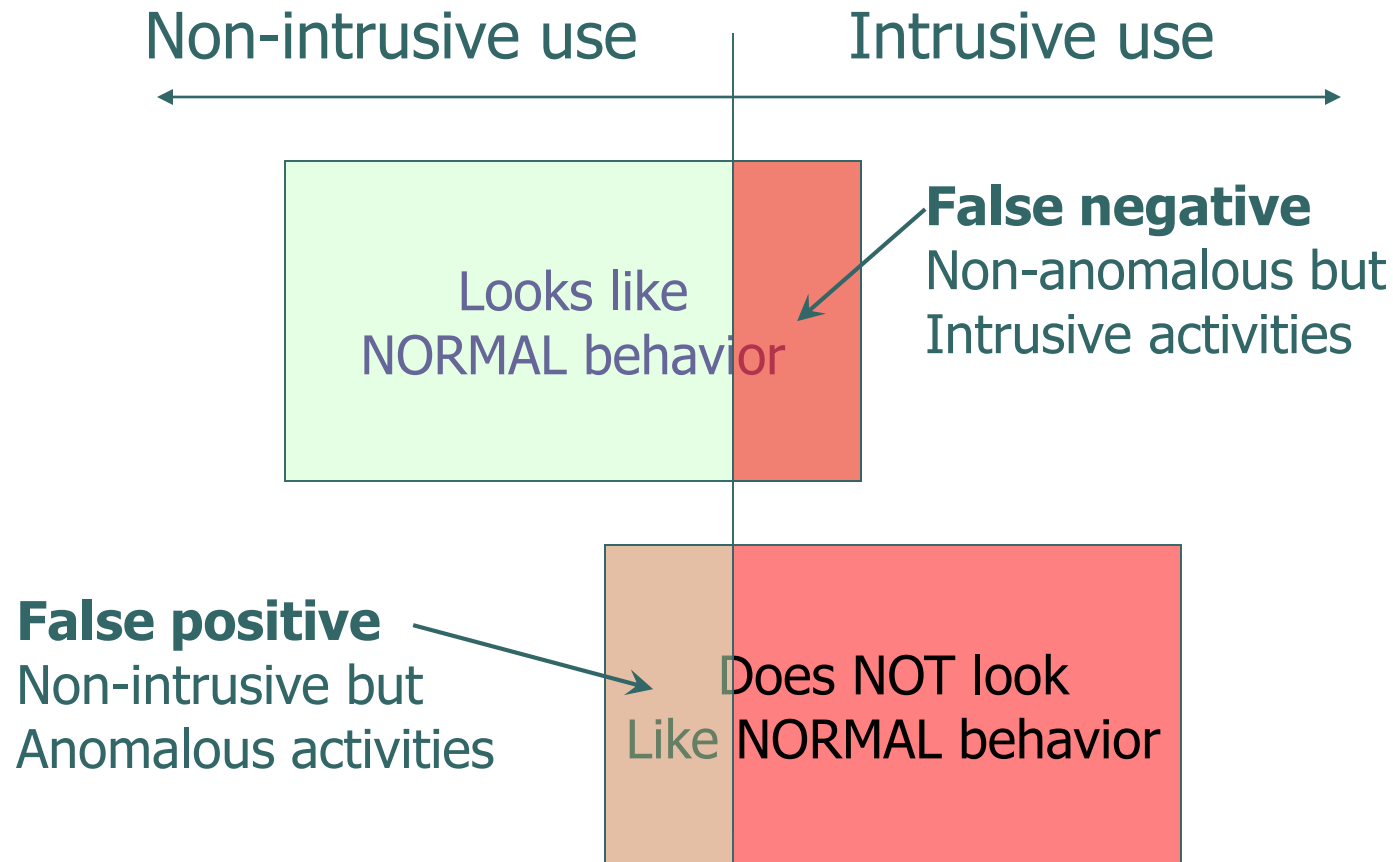 Non-intrusive use
Intrusive use
Looks like
NORMAL behavior
False negative
Non-anomalous but
Intrusive activities
False positive
Non-intrusive but
Anomalous activities
Does NOT look
Like NORMAL behavior